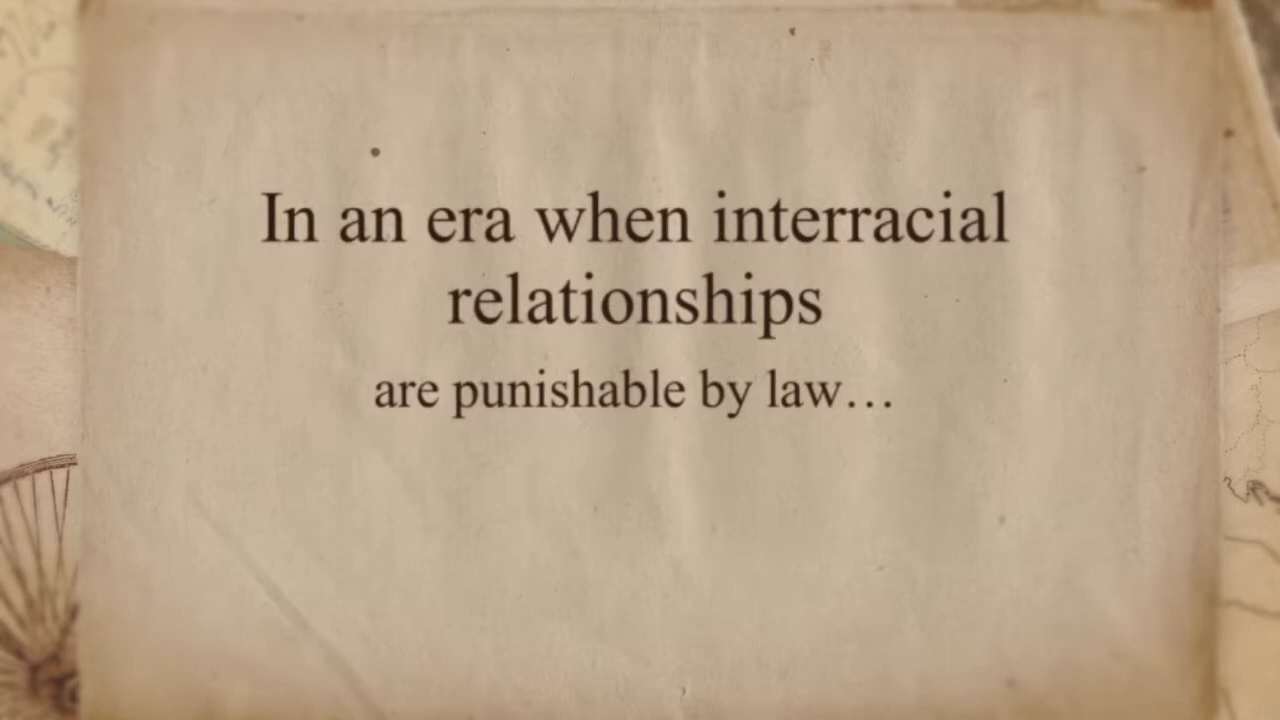 In an era when interracial
relationships
are punishable by law…